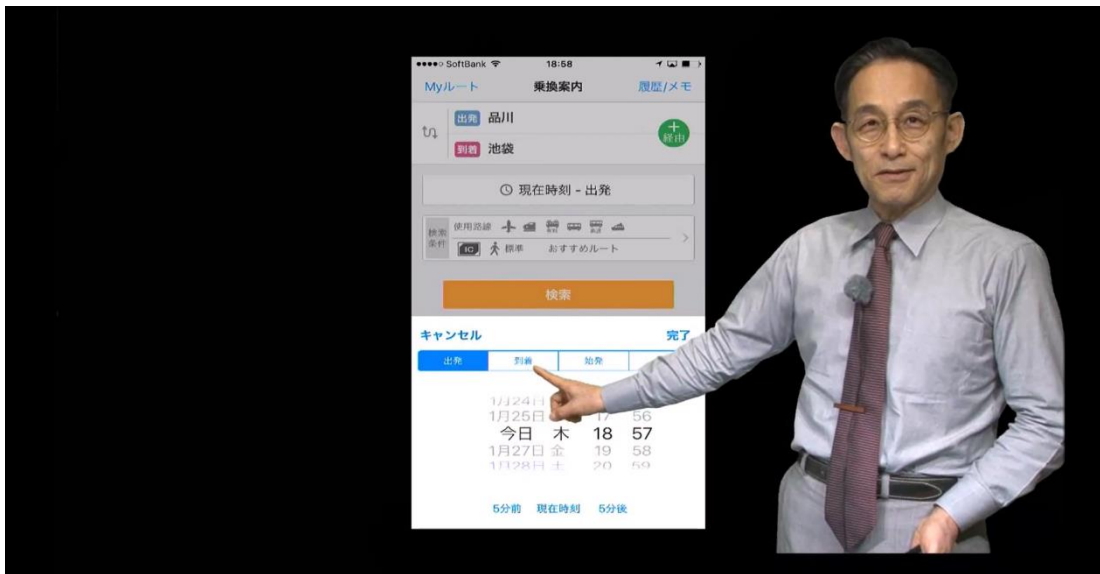 SoftBank 18:58
Myルート 乗換案内 履歴/メモ
出発 品川
＋
経由
到着 池袋
現在時刻 - 出発
検索
条件
使用路線
IC 標準 おすすめルート
検索
キャンセル 完了
出発 到着 始発
1月24日
1月25日 17 56
今日 木 18 57
1月27日 金 19 58
1月28日 土 20 59
5分前 現在時刻 5分後